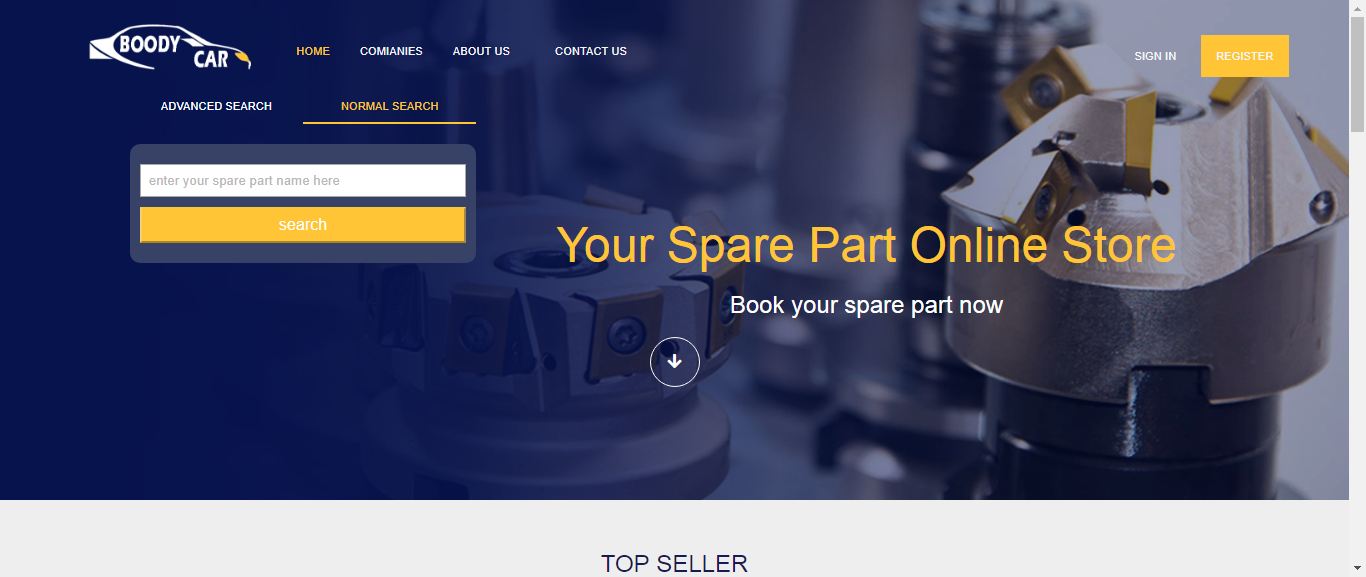 BOODY CAR
HOME COMIANIES ABOUT US CONTACT US
SIGN IN REGISTER
ADVANCED SEARCH NORMAL SEARCH
enter your spare part name here
search
Your Spare Part Online Store
Book your spare part now
TOP SELLER